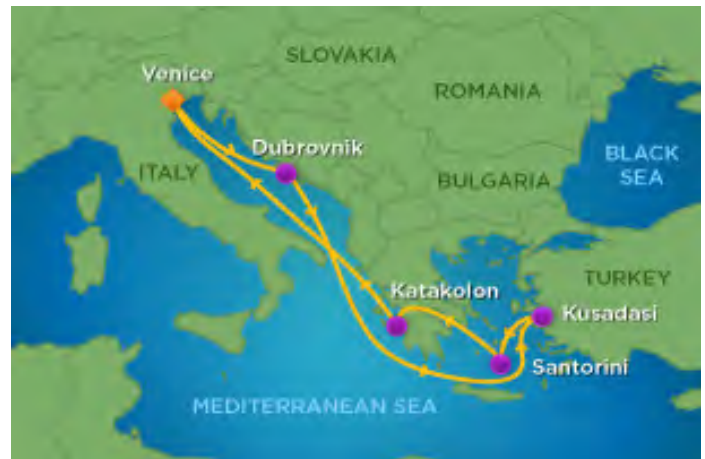 SLOVAKIA
Venice
ROMANIA
Dubrovnik
BLACK
SEA
ITALY
BULGARIA
TURKEY
Katakolon
Kusadasi
Santorini
MEDITERRANEAN SEA